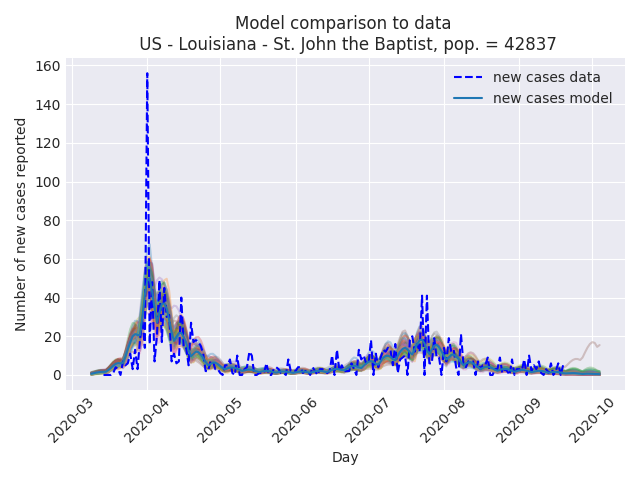 Model comparison to data
US - Louisiana - St. John the Baptist, pop. = 42837
160
140
120
100
80
60
40
20
0
Number of new cases reported
new cases data
new cases model
2020-03
2020-04
2020-05
2020-06
2020-07
2020-08
2020-09
2020-10
Day